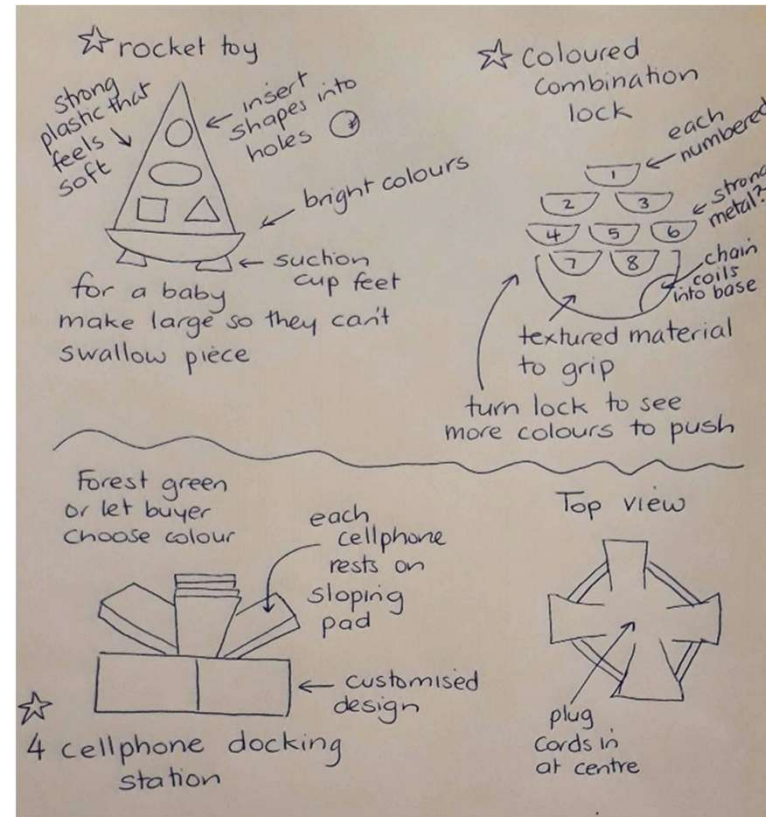 ☆ rocket toy
strong
plastic that
feels
soft
insert
shapes into
holes
bright colours
suction
cup feet
for a baby
make large so they can't
swallow piece
☆ coloured
combination
lock
each
numbered
1
2 3
4 5 6
7 8
strong
metal?
chain
coils
into base
textured material
to grip
turn lock to see
more colours to push
Forest green
or let buyer
choose colour
each
cellphone
rests on
sloping
pad
customised
design
☆
4 cellphone docking
station
Top view
plug
cords in
at centre